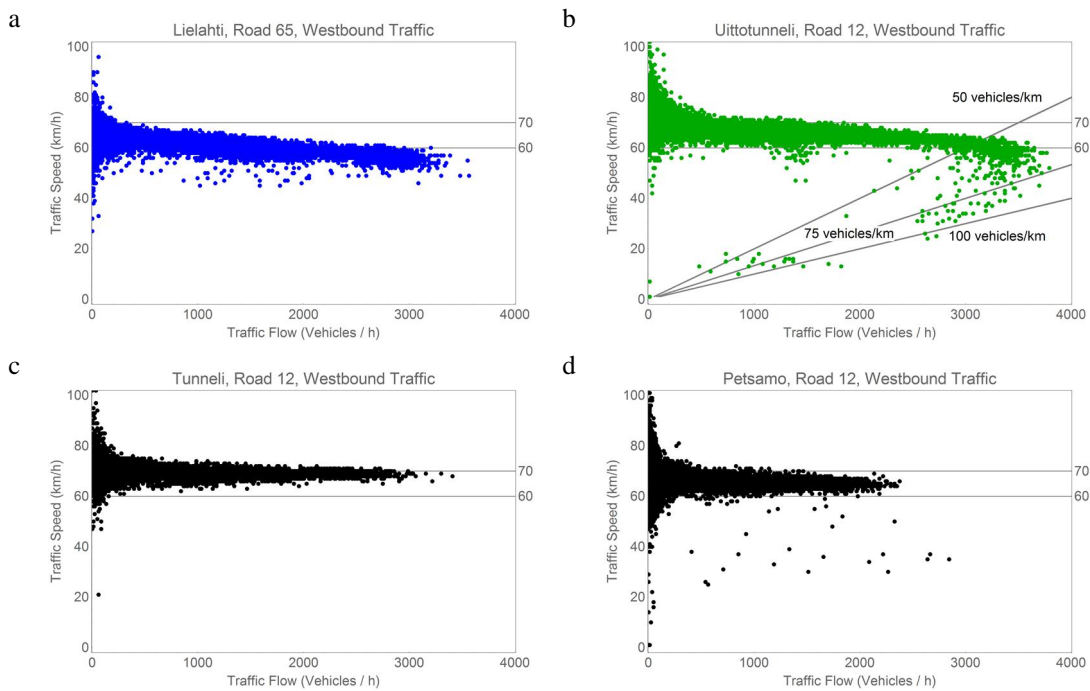 a
Lielahti, Road 65, Westbound Traffic
100
80
60
40
20
0
Traffic Speed (km/h)
70
60
0 1000 2000 3000 4000
Traffic Flow (Vehicles / h)
b
Uittotunneli, Road 12, Westbound Traffic
100
80
60
40
20
0
Traffic Speed (km/h)
50 vehicles/km
70
60
75 vehicles/km
100 vehicles/km
0 1000 2000 3000 4000
Traffic Flow (Vehicles / h)
c
Tunneli, Road 12, Westbound Traffic
100
80
60
40
20
0
Traffic Speed (km/h)
70
60
0 1000 2000 3000 4000
Traffic Flow (Vehicles / h)
d
Petsamo, Road 12, Westbound Traffic
100
80
60
40
20
0
Traffic Speed (km/h)
70
60
0 1000 2000 3000 4000
Traffic Flow (Vehicles / h)